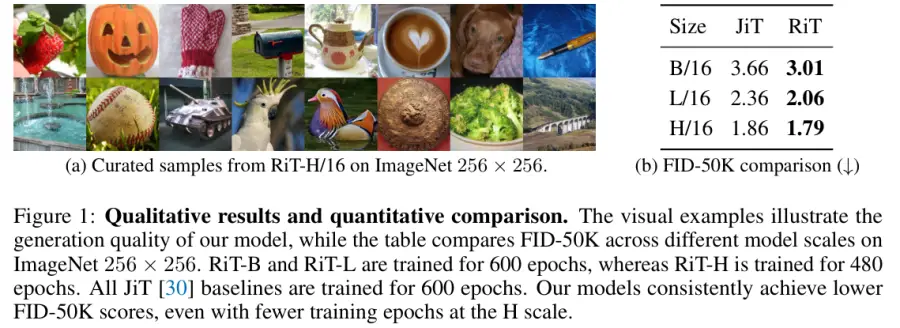 Size JiT RiT
B/16 3.66 3.01
L/16 2.36 2.06
H/16 1.86 1.79
(a) Curated samples from RiT-H/16 on ImageNet 256 × 256.
(b) FID-50K comparison (↓)
Figure 1: Qualitative results and quantitative comparison. The visual examples illustrate the
generation quality of our model, while the table compares FID-50K across different model scales on
ImageNet 256 × 256. RiT-B and RiT-L are trained for 600 epochs, whereas RiT-H is trained for 480
epochs. All JiT [30] baselines are trained for 600 epochs. Our models consistently achieve lower
FID-50K scores, even with fewer training epochs at the H scale.